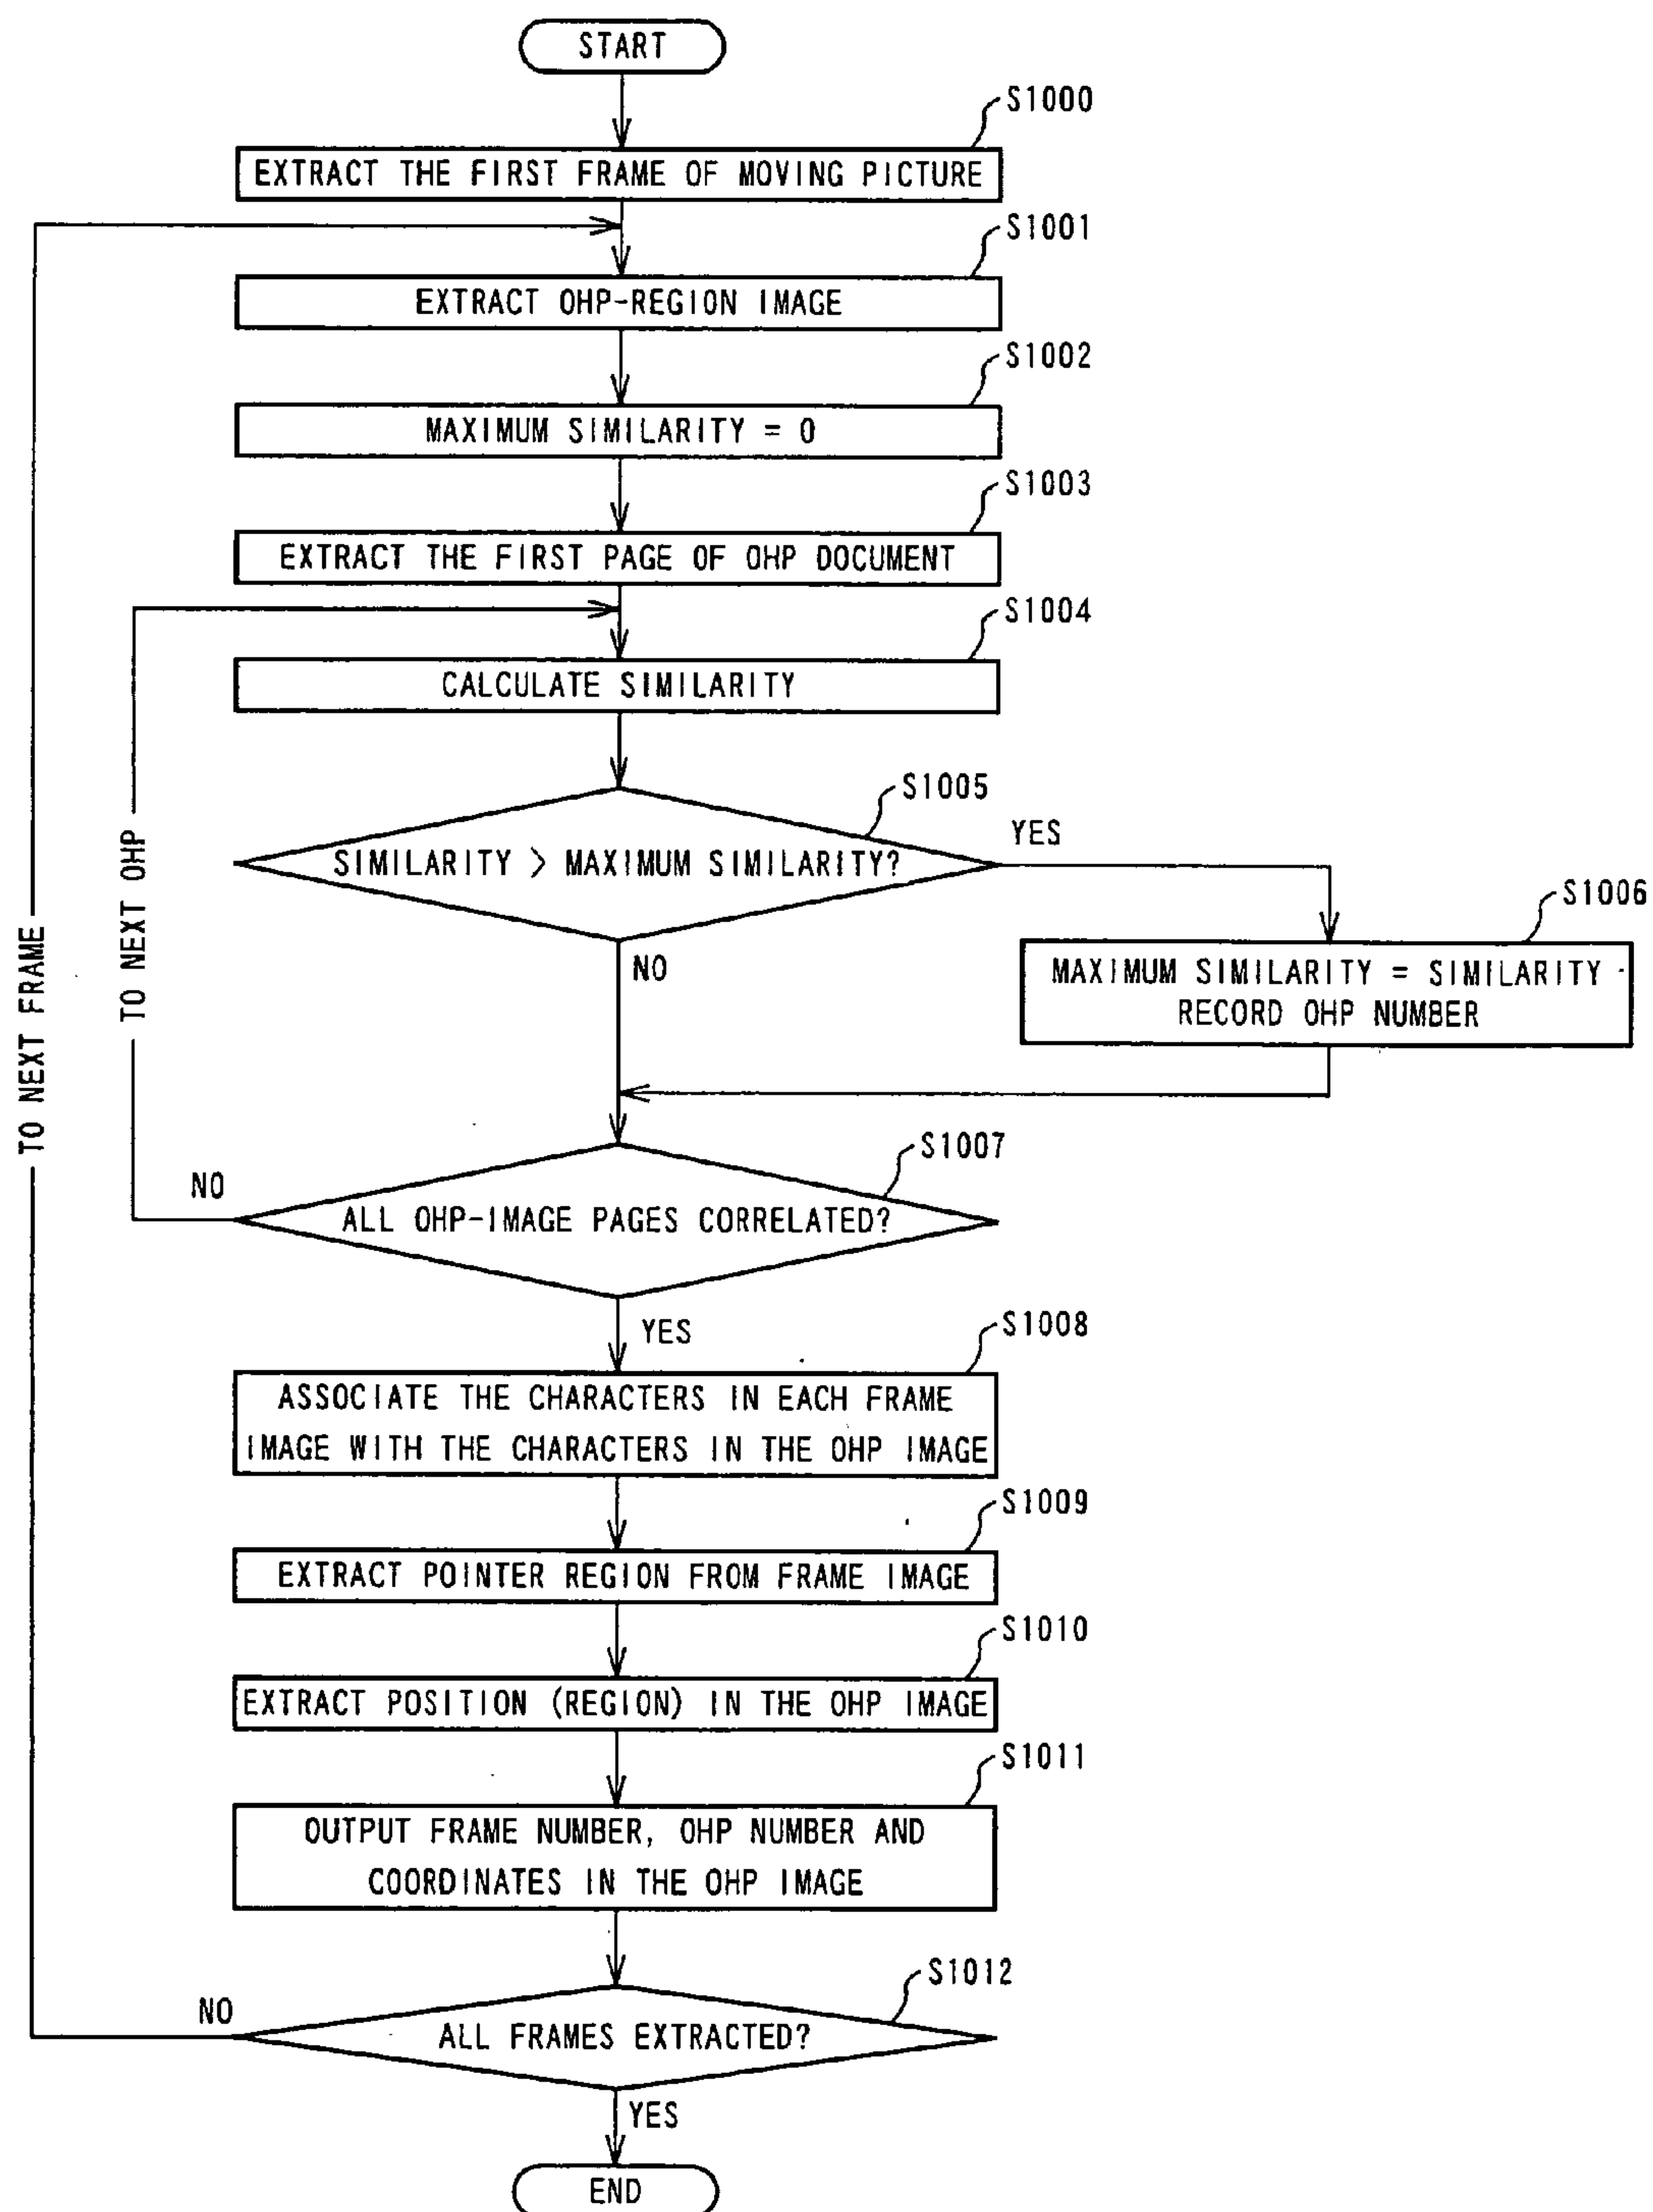 START
S1000
EXTRACT THE FIRST FRAME OF MOVING PICTURE
S1001
EXTRACT OHP-REGION IMAGE
S1002
MAXIMUM SIMILARITY = 0
S1003
EXTRACT THE FIRST PAGE OF OHP DOCUMENT
S1004
CALCULATE SIMILARITY
S1005
SIMILARITY > MAXIMUM SIMILARITY?
YES
S1006
MAXIMUM SIMILARITY = SIMILARITY
RECORD OHP NUMBER
NO
TO NEXT OHP
TO NEXT FRAME
S1007
NO
ALL OHP-IMAGE PAGES CORRELATED?
YES
S1008
ASSOCIATE THE CHARACTERS IN EACH FRAME
IMAGE WITH THE CHARACTERS IN THE OHP IMAGE
S1009
EXTRACT POINTER REGION FROM FRAME IMAGE
S1010
EXTRACT POSITION (REGION) IN THE OHP IMAGE
S1011
OUTPUT FRAME NUMBER, OHP NUMBER AND
COORDINATES IN THE OHP IMAGE
S1012
NO
ALL FRAMES EXTRACTED?
YES
END